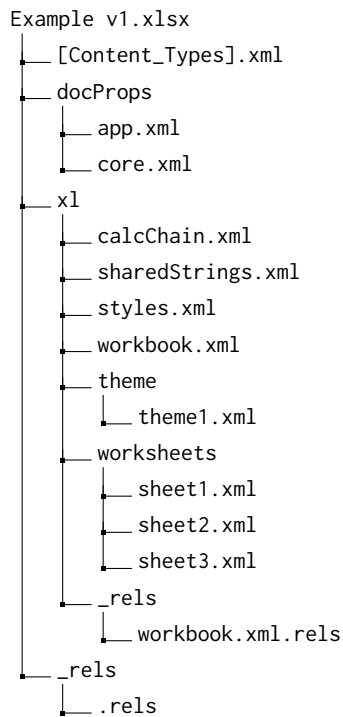 Example v1.xlsx
[Content_Types].xml
docProps
app.xml
core.xml
xl
calcChain.xml
sharedStrings.xml
styles.xml
workbook.xml
theme
theme1.xml
worksheets
sheet1.xml
sheet2.xml
sheet3.xml
_rels
workbook.xml.rels
_rels
.rels